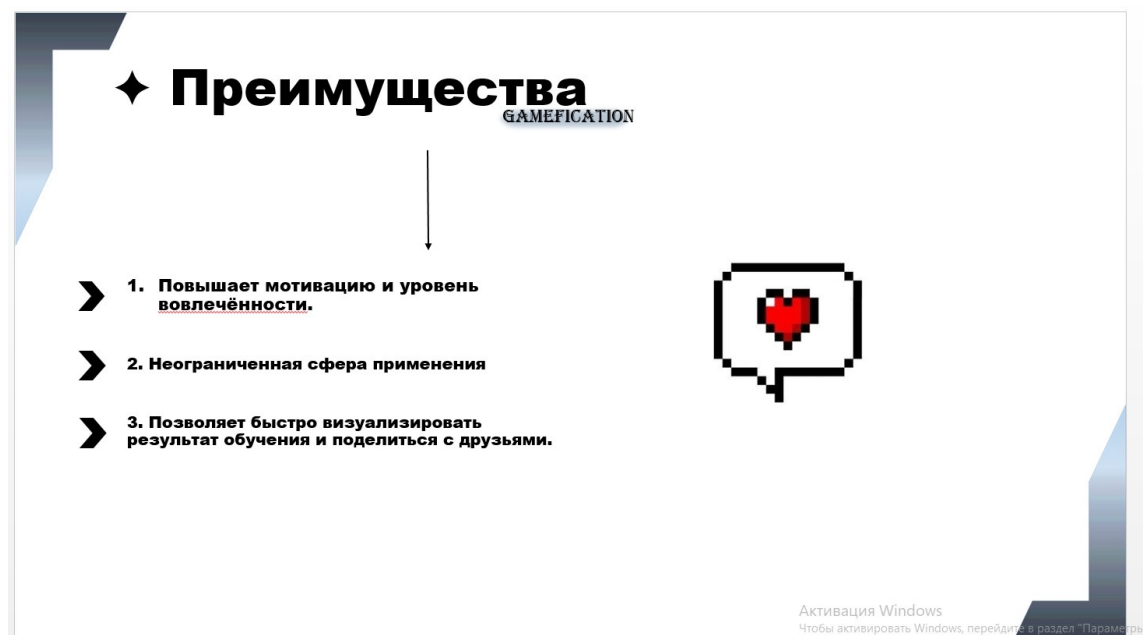 ✦ Преимущества
GAMEFICATION
1. Повышает мотивацию и уровень
вовлечённости.
2. Неограниченная сфера применения
3. Позволяет быстро визуализировать
результат обучения и поделиться с друзьями.
Активация Windows
Чтобы активировать Windows, перейдите в раздел "Параметры